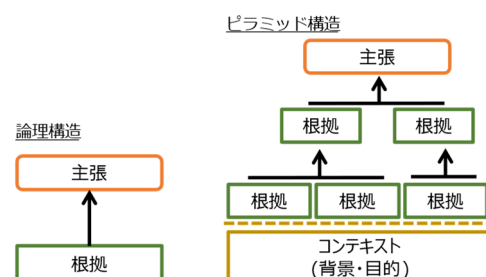 論理構造
主張
根拠
ピラミッド構造
主張
根拠
根拠
根拠
根拠
根拠
コンテキスト
(背景・目的)